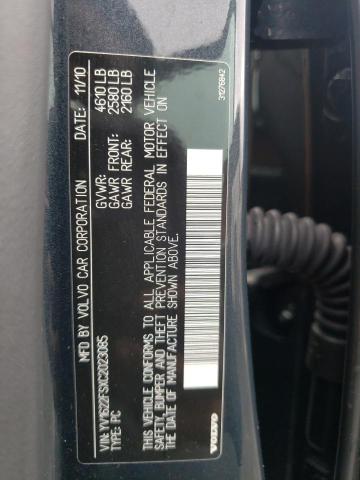 MFD BY VOLVO CAR CORPORATION DATE: 11/10
GVWR: 4610 LB
GAWR FRONT: 2580 LB
GAWR REAR: 2160 LB
VIN: YV1622FSXC2023085
TYPE: PC
THIS VEHICLE CONFORMS TO ALL APPLICABLE FEDERAL MOTOR VEHICLE
SAFETY, BUMPER AND THEFT PREVENTION STANDARDS IN EFFECT ON
THE DATE OF MANUFACTURE SHOWN ABOVE.
VOLVO
31276842